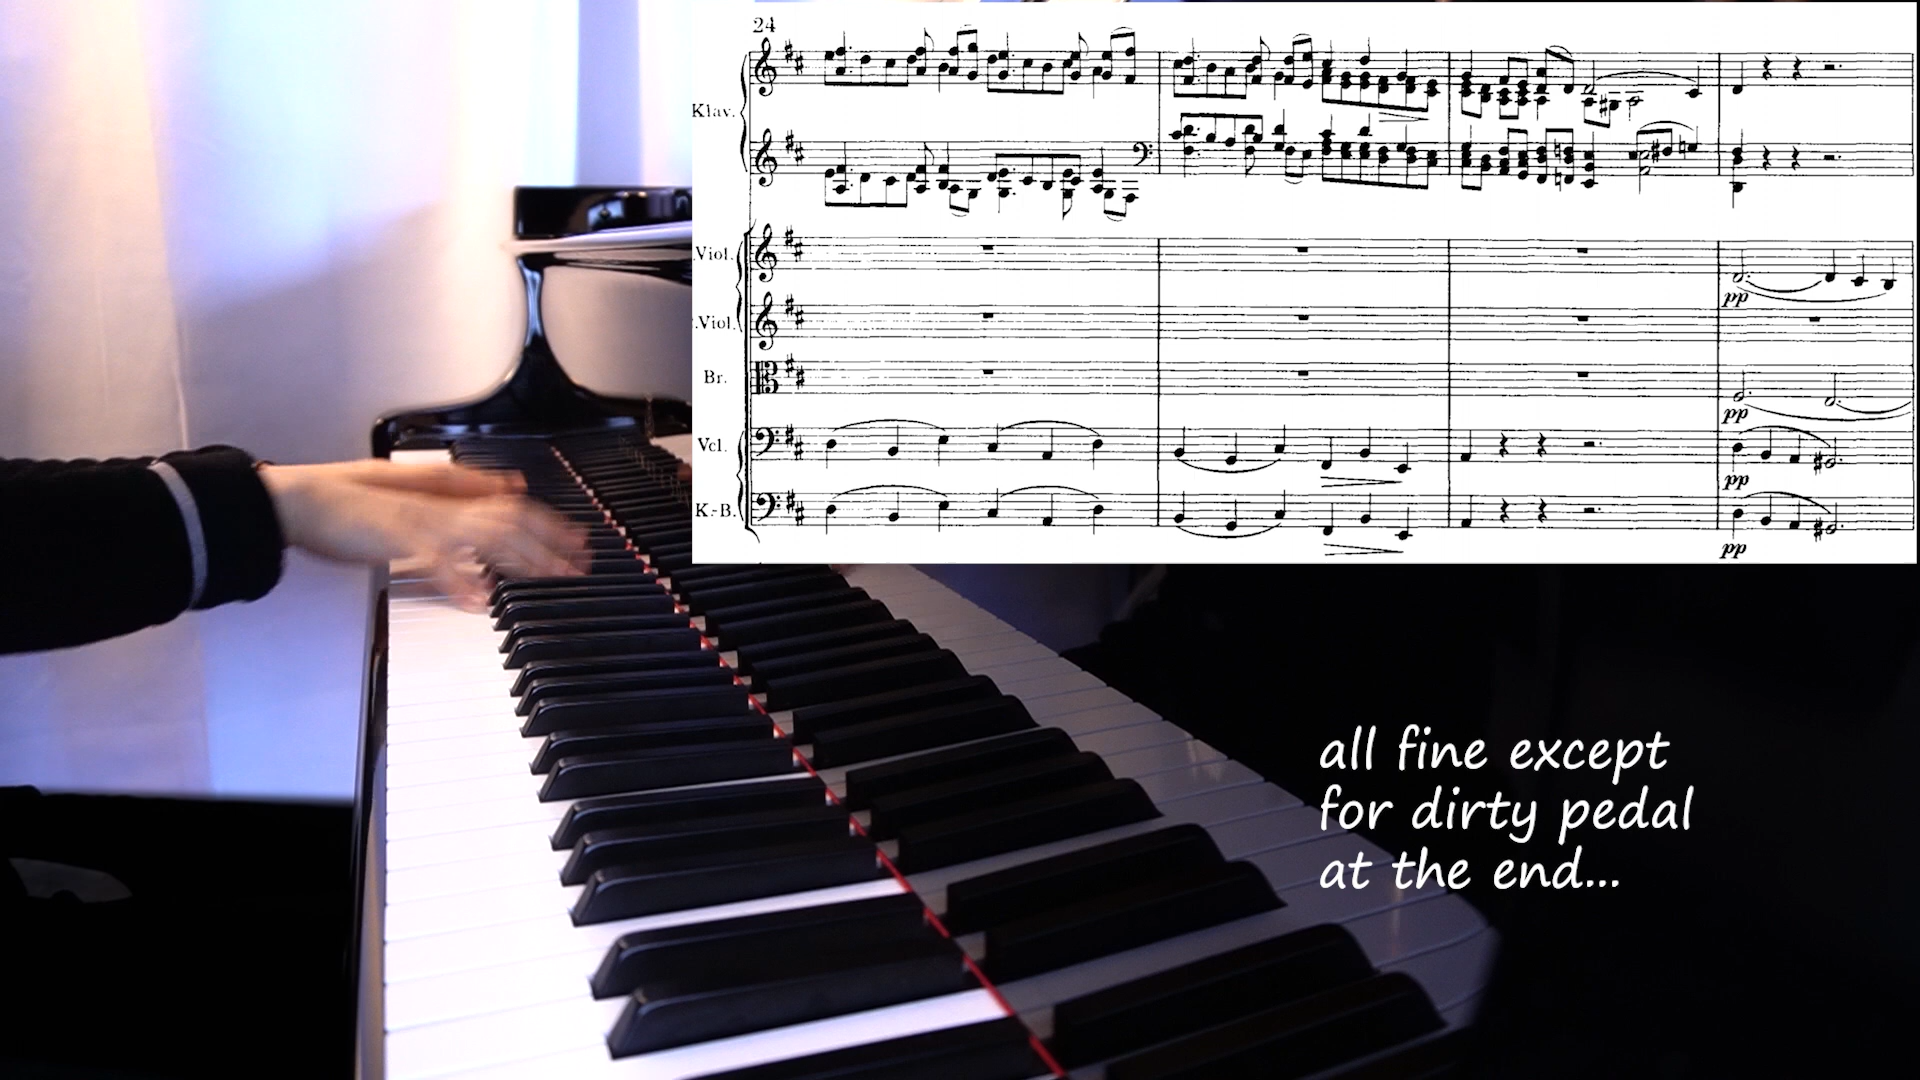 24
Klav.
.Viol.
.Viol.
pp
Br.
pp
Vcl.
pp
K.-B.
pp
all fine except
for dirty pedal
at the end...